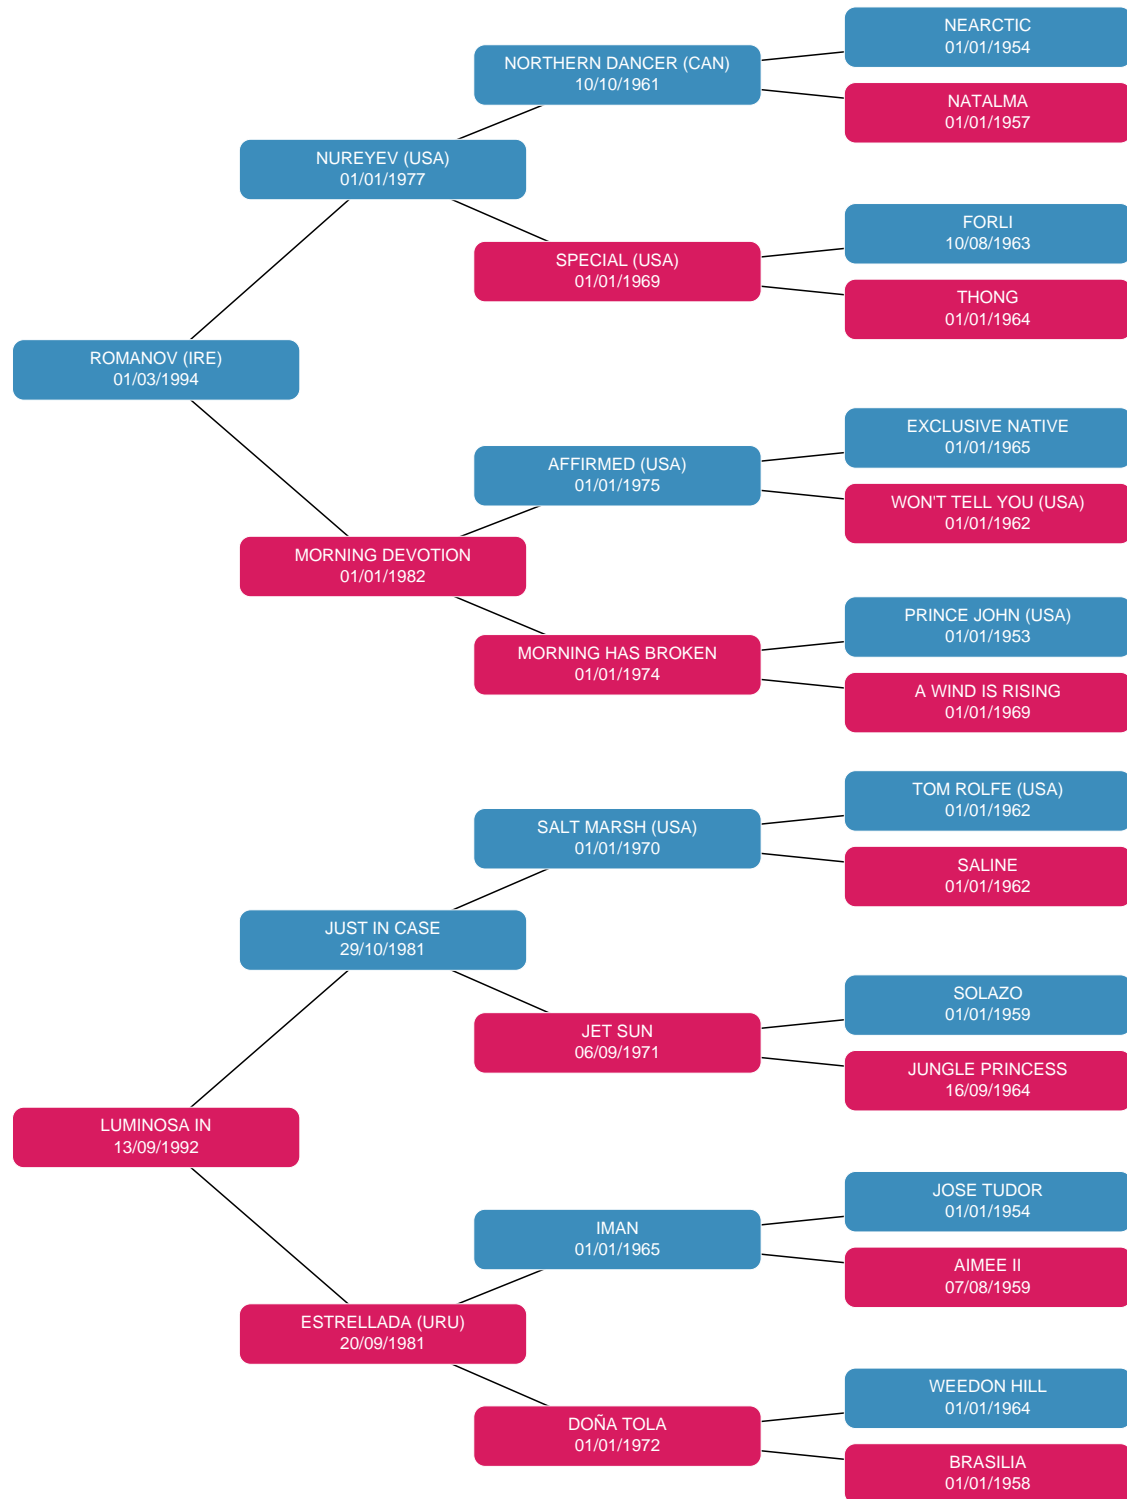 NEARCTIC
01/01/1954
NORTHERN DANCER (CAN)
10/10/1961
NATALMA
01/01/1957
NUREYEV (USA)
01/01/1977
FORLI
10/08/1963
SPECIAL (USA)
01/01/1969
THONG
01/01/1964
ROMANOV (IRE)
01/03/1994
EXCLUSIVE NATIVE
01/01/1965
AFFIRMED (USA)
01/01/1975
WON'T TELL YOU (USA)
01/01/1962
MORNING DEVOTION
01/01/1982
PRINCE JOHN (USA)
01/01/1953
MORNING HAS BROKEN
01/01/1974
A WIND IS RISING
01/01/1969
TOM ROLFE (USA)
01/01/1962
SALT MARSH (USA)
01/01/1970
SALINE
01/01/1962
JUST IN CASE
29/10/1981
SOLAZO
01/01/1959
JET SUN
06/09/1971
JUNGLE PRINCESS
16/09/1964
LUMINOSA IN
13/09/1992
JOSE TUDOR
01/01/1954
IMAN
01/01/1965
AIMEE II
07/08/1959
ESTRELLADA (URU)
20/09/1981
WEEDON HILL
01/01/1964
DOÑA TOLA
01/01/1972
BRASILIA
01/01/1958